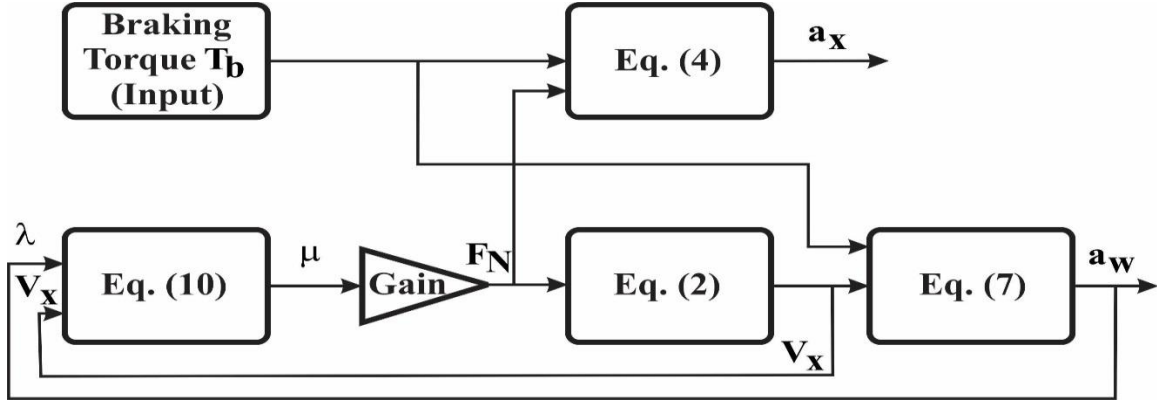 Braking
Torque T_b
(Input)
Eq. (4)
a_x
λ
V_x
Eq. (10)
μ
Gain
F_N
Eq. (2)
V_x
Eq. (7)
a_w